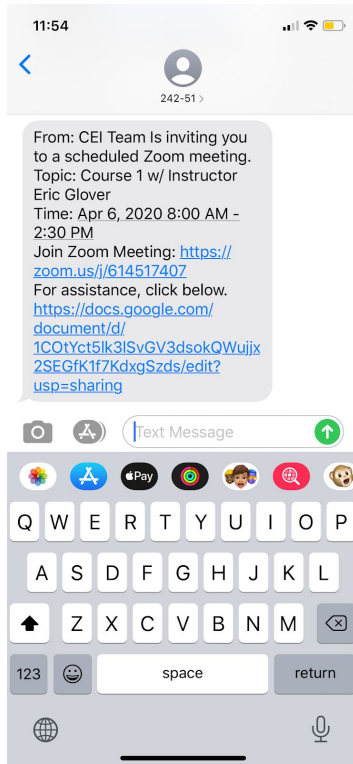 11:54
242-51 >
From: CEI Team Is inviting you
to a scheduled Zoom meeting.
Topic: Course 1 w/ Instructor
Eric Glover
Time: Apr 6, 2020 8:00 AM -
2:30 PM
Join Zoom Meeting: https://
zoom.us/j/614517407
For assistance, click below.
https://docs.google.com/
document/d/
1COtYct5lk3lSvGV3dsokQWujjx
2SEGfK1f7KdxgSzds/edit?
usp=sharing
Text Message
Pay
Q W E R T Y U I O P
A S D F G H J K L
Z X C V B N M
123 space return